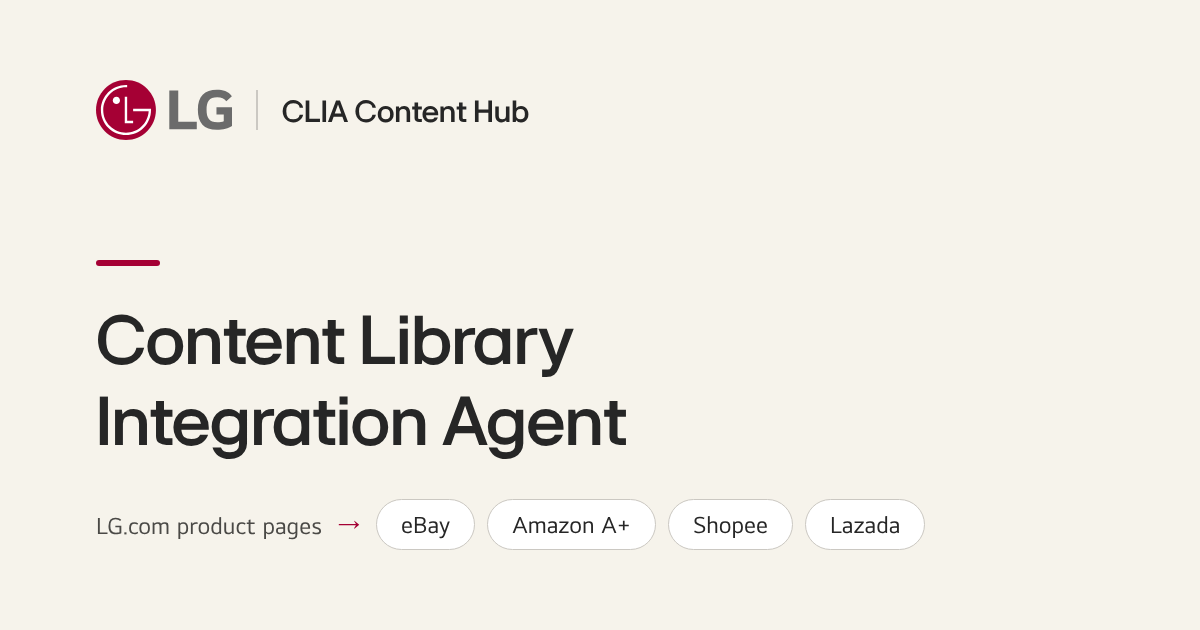 LG | CLIA Content Hub
Content Library
Integration Agent
LG.com product pages → eBay Amazon A+ Shopee Lazada